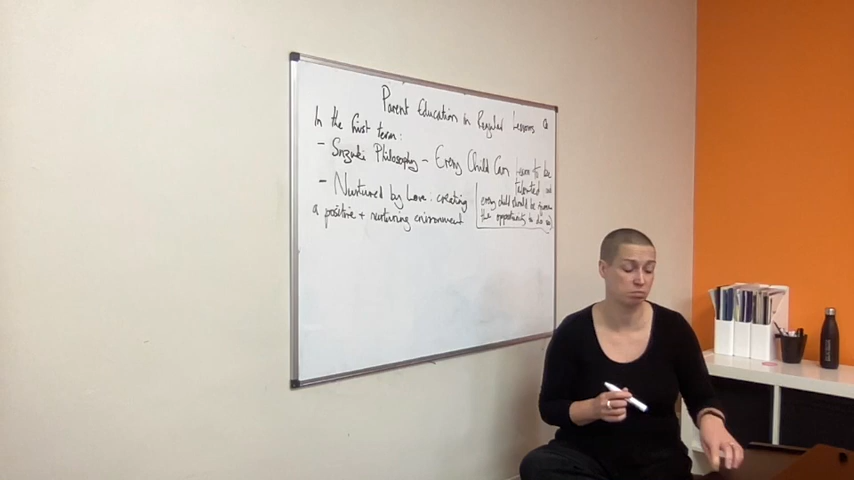 Parent Education in Regular Lessons
In the first term:
- Suzuki Philosophy - Every Child Can learn to be
talented and
every child should be given
the opportunity to do so)
- Nurtured by Love: creating
a positive + nurturing environment